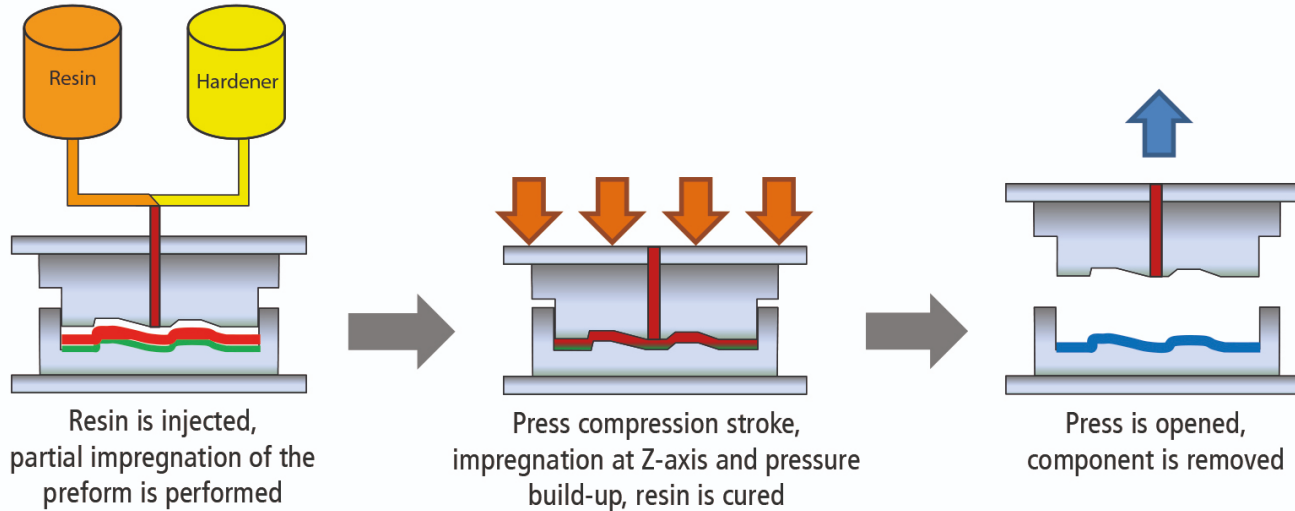 Resin
Hardener
Resin is injected,
partial impregnation of the
preform is performed
Press compression stroke,
impregnation at Z-axis and pressure
build-up, resin is cured
Press is opened,
component is removed